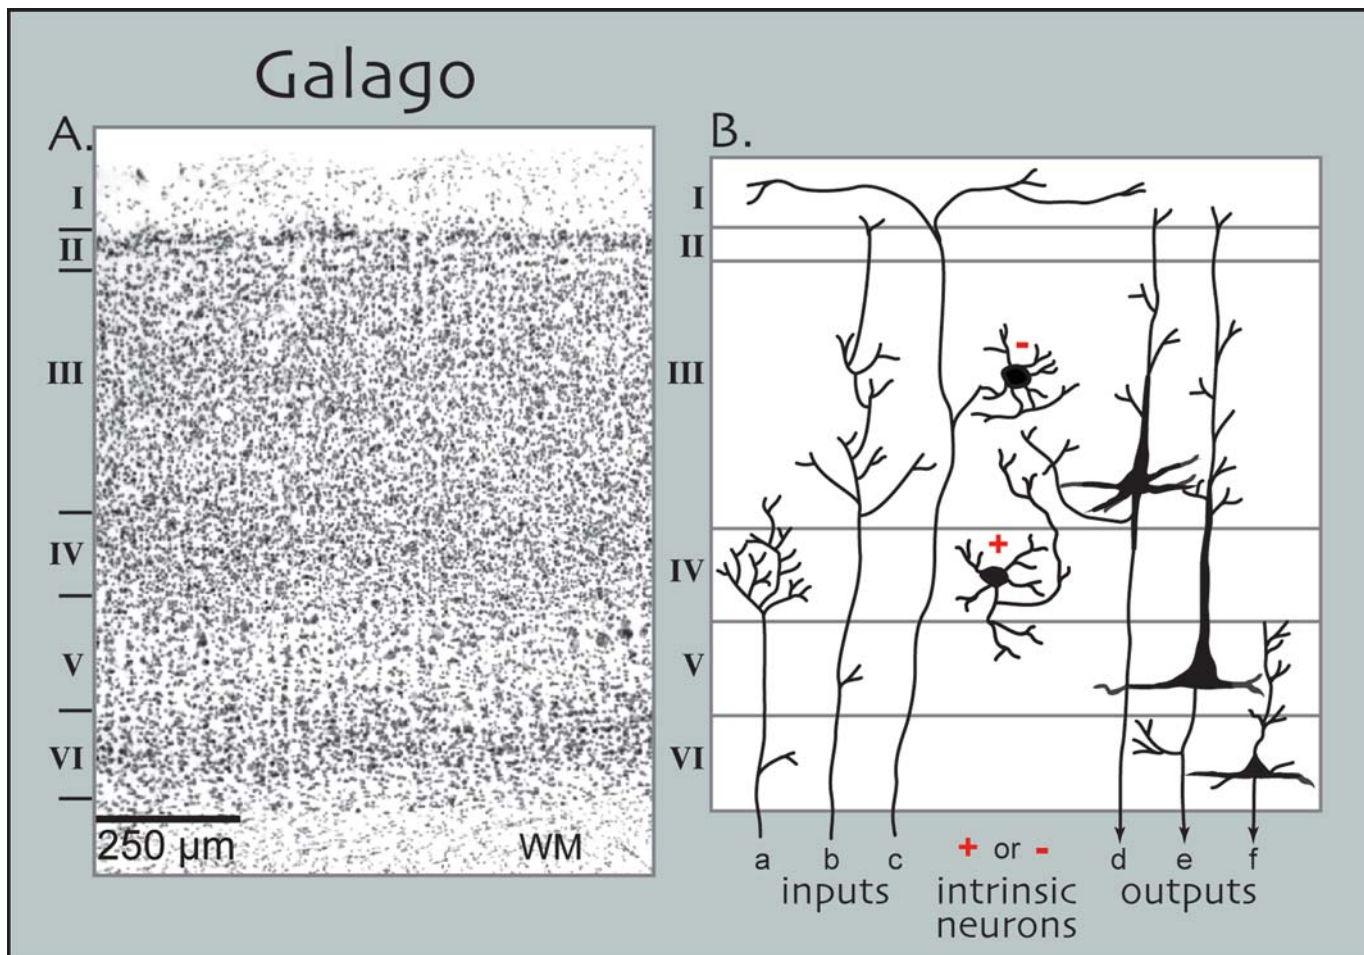 Galago
A.
I
II
III
IV
V
VI
250 µm
WM
B.
I
II
III
IV
V
VI
a b c + or - d e f
inputs intrinsic outputs
neurons
-
+